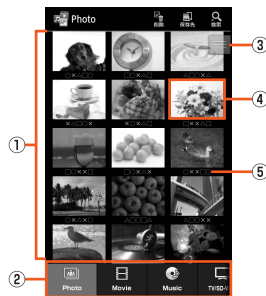 Photo 削除 保存先 検索
①
③
④
○×△□□ □□×△□ □×△□□
×△□□× □□×△□ □×△□□
□□××□ □□×△□ ○××□□
⑤
○×△×□ △□□△ □×△□□
②
Photo Movie Music TV/SD-V